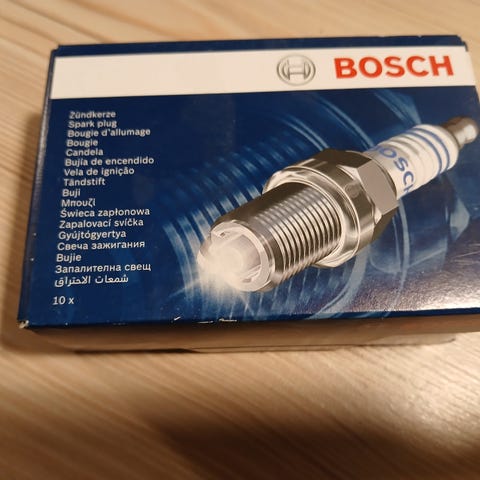 BOSCH
Zündkerze
Spark plug
Bougie d'allumage
Bougie
Candela
Bujía de encendido
Vela de ignição
Tändstift
Buji
Μπουζί
Świeca zapłonowa
Zapalovací svíčka
Gyújtógyertya
Свеча зажигания
Bujie
Запалителна свещ
شمعات الاحتراق
10 x
BOSCH